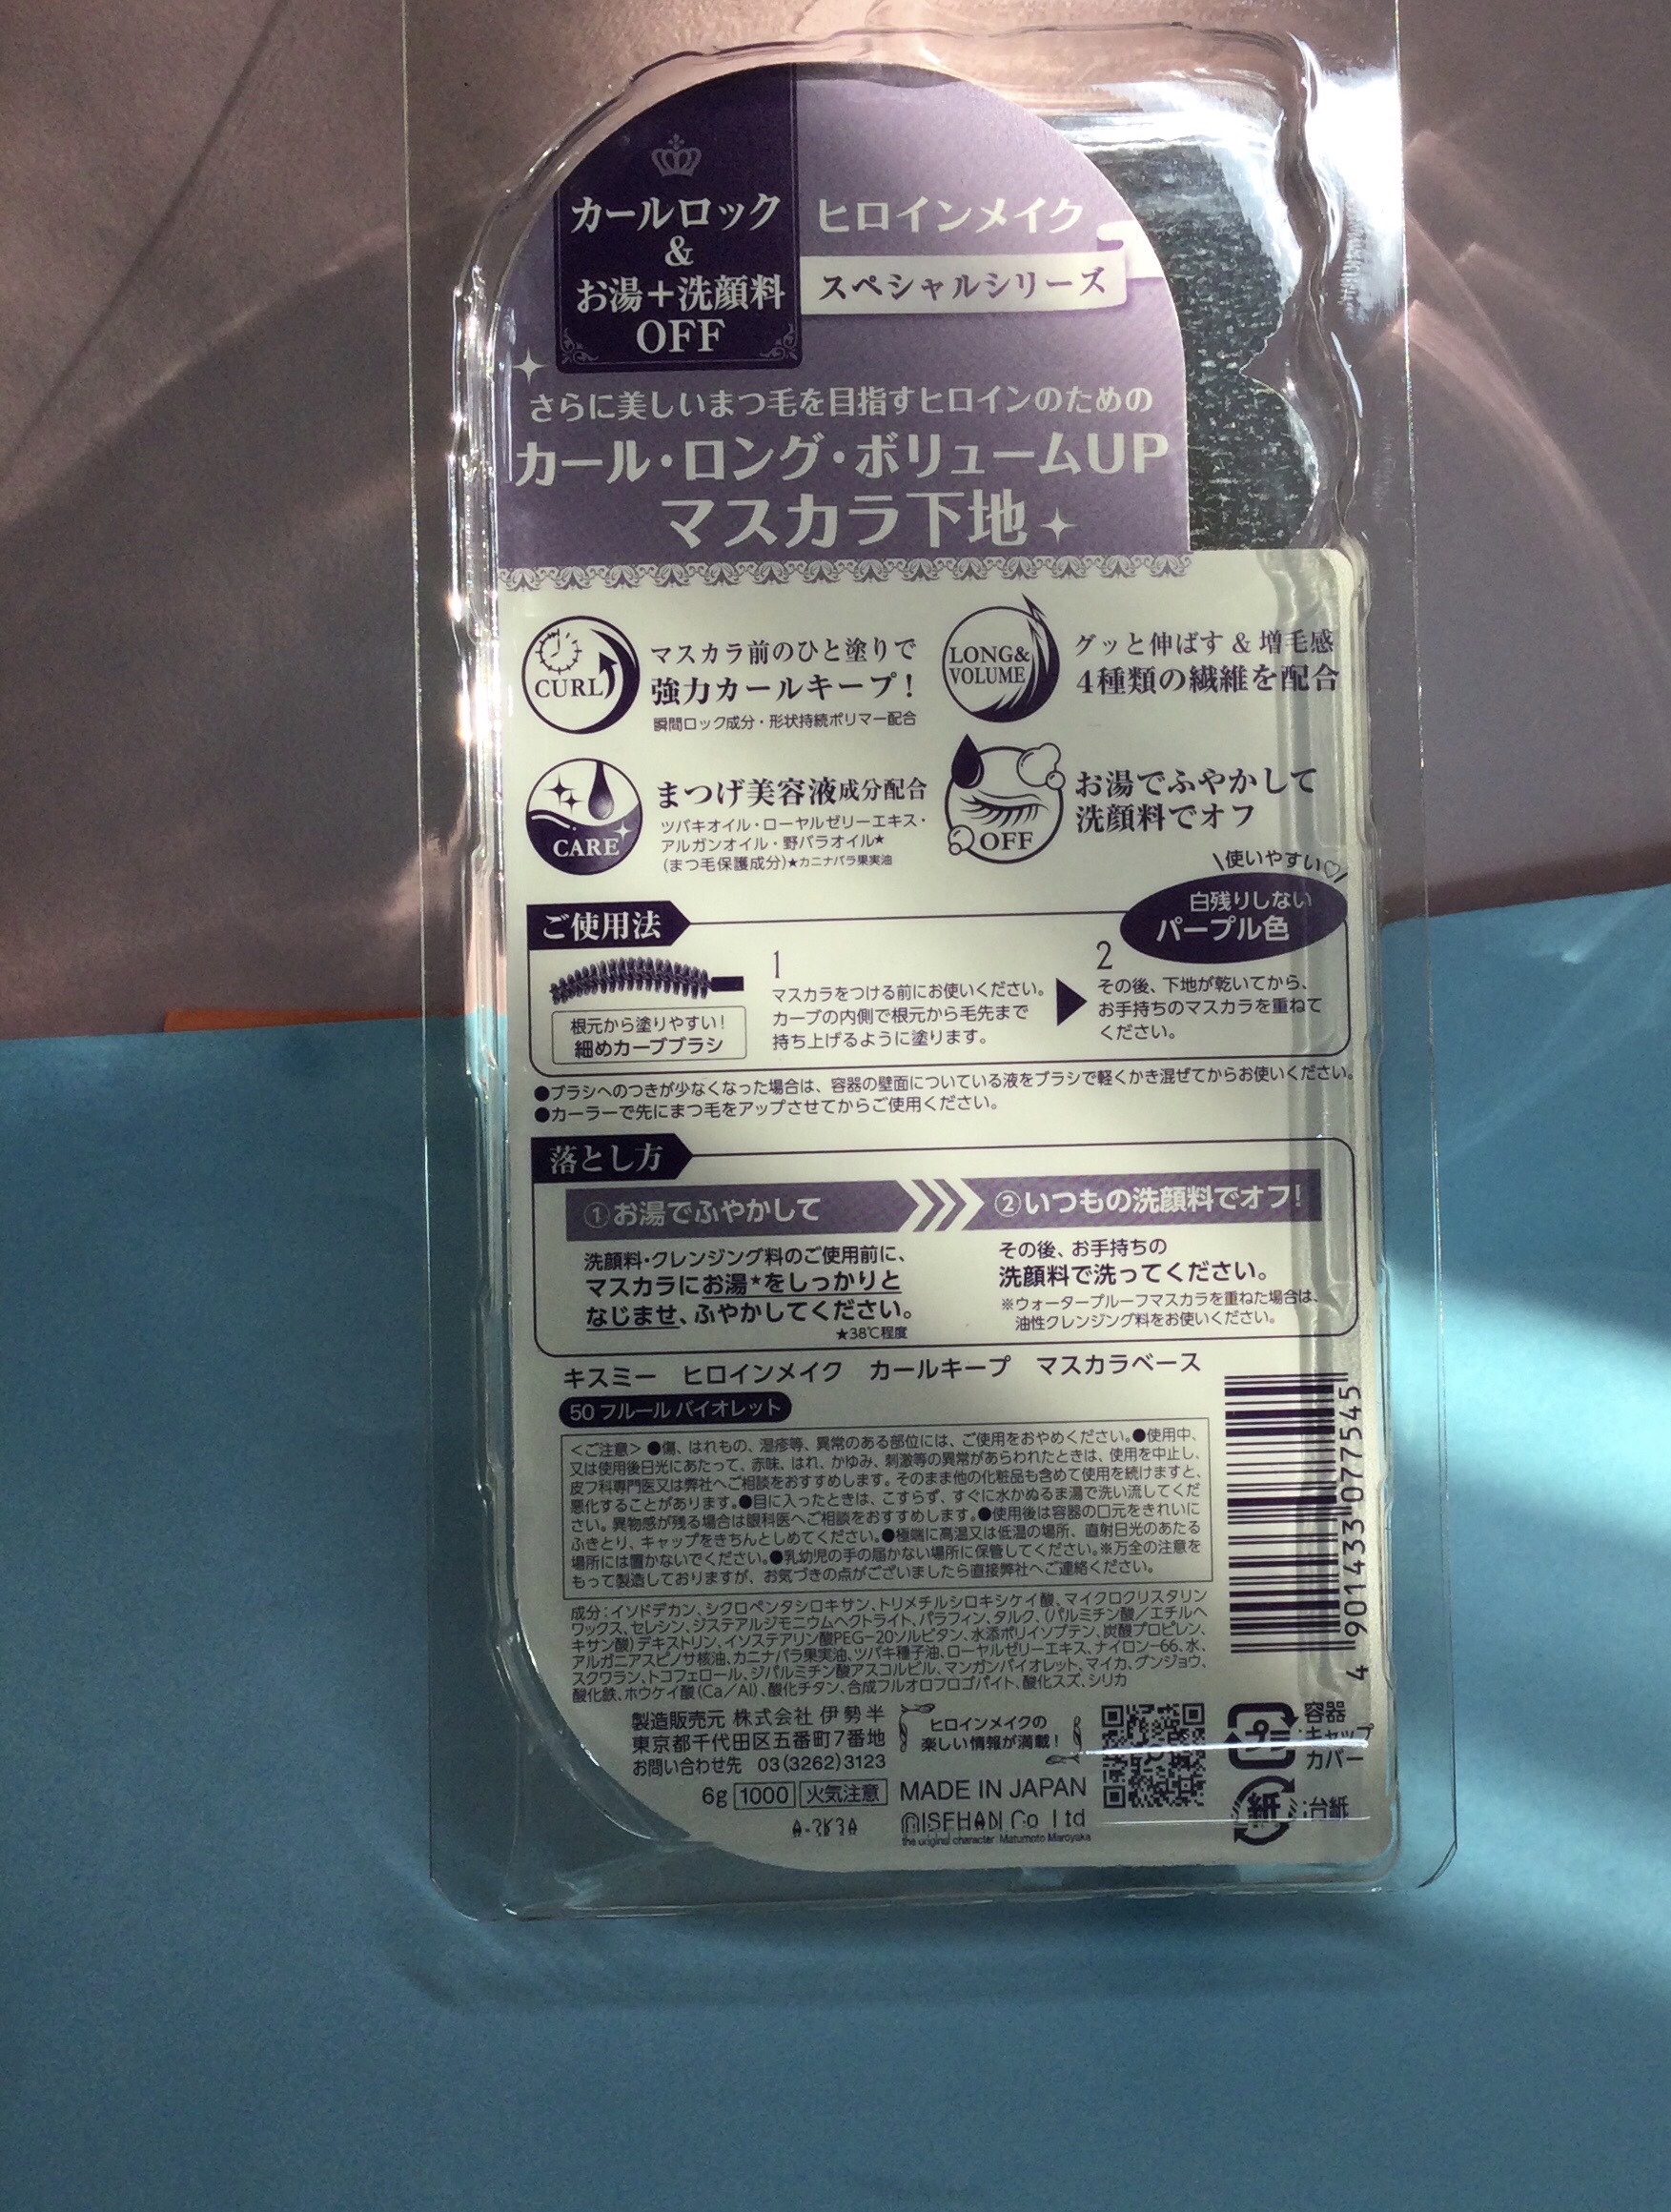 カールロック
&
お湯＋洗顔料
OFF
ヒロインメイク
スペシャルシリーズ
さらに美しいまつ毛を目指すヒロインのための
カール・ロング・ボリュームUP
マスカラ下地
CURL
マスカラ前のひと塗りで
強力カールキープ！
瞬間ロック成分・形状持続ポリマー配合
LONG&
VOLUME
グッと伸ばす & 増毛感
4種類の繊維を配合
CARE
まつげ美容液成分配合
ツバキオイル・ローヤルゼリーエキス・
アルガンオイル・野バラオイル★
(まつ毛保護成分)★カニナバラ果実油
OFF
お湯でふやかして
洗顔料でオフ
\使いやすい♡/
白残りしない
パープル色
ご使用法
根元から塗りやすい！
細めカーブブラシ
1
マスカラをつける前にお使いください。
カーブの内側で根元から毛先まで
持ち上げるように塗ります。
2
その後、下地が乾いてから、
お手持ちのマスカラを重ねて
ください。
●ブラシへのつきが少なくなった場合は、容器の壁面についている液をブラシで軽くかき混ぜてからお使いください。
●カーラーで先にまつ毛をアップさせてからご使用ください。
落とし方
①お湯でふやかして
②いつもの洗顔料でオフ！
洗顔料・クレンジング料のご使用前に、
マスカラにお湯★をしっかりと
なじませ、ふやかしてください。
★38℃程度
その後、お手持ちの
洗顔料で洗ってください。
※ウォータープルーフマスカラを重ねた場合は、
油性クレンジング料をお使いください。
キスミー　ヒロインメイク　カールキープ　マスカラベース
50 フルール バイオレット
＜ご注意＞●傷、はれもの、湿疹等、異常のある部位には、ご使用をおやめください。●使用中、
又は使用後日光にあたって、赤味、はれ、かゆみ、刺激等の異常があらわれたときは、使用を中止し、
皮フ科専門医又は弊社へご相談をおすすめします。そのまま他の化粧品も含めて使用を続けますと、
悪化することがあります。●目に入ったときは、こすらず、すぐに水かぬるま湯で洗い流してくだ
さい。異物感が残る場合は眼科医へご相談をおすすめします。●使用後は容器の口元をきれいに
ふきとり、キャップをきちんとしめてください。●極端に高温又は低温の場所、直射日光のあたる
場所には置かないでください。●乳幼児の手の届かない場所に保管してください。※万全の注意を
もって製造しておりますが、お気づきの点がございましたら直接弊社へご連絡ください。
成分：イソドデカン、シクロペンタシロキサン、トリメチルシロキシケイ酸、マイクロクリスタリン
ワックス、セレシン、ジステアルジモニウムヘクトライト、パラフィン、タルク、(パルミチン酸／エチルヘ
キサン酸)デキストリン、イソステアリン酸PEG-20ソルビタン、水添ポリイソブテン、炭酸プロピレン、
アルガニアスピノサ核油、カニナバラ果実油、ツバキ種子油、ローヤルゼリーエキス、ナイロン-66、水、
スクワラン、トコフェロール、ジパルミチン酸アスコルビル、マンガンバイオレット、マイカ、グンジョウ、
酸化鉄、ホウケイ酸(Ca／Al)、酸化チタン、合成フルオロフロゴパイト、酸化スズ、シリカ
4 901433 077545
製造販売元 株式会社 伊勢半
東京都千代田区五番町7番地
お問い合わせ先　03(3262)3123
ヒロインメイクの
楽しい情報が満載！
容器
キャップ
カバー
紙
：台紙
6g 1000 火気注意
MADE IN JAPAN
©ISEHAN Co Ltd
the original character: Matumoto Maroyaka